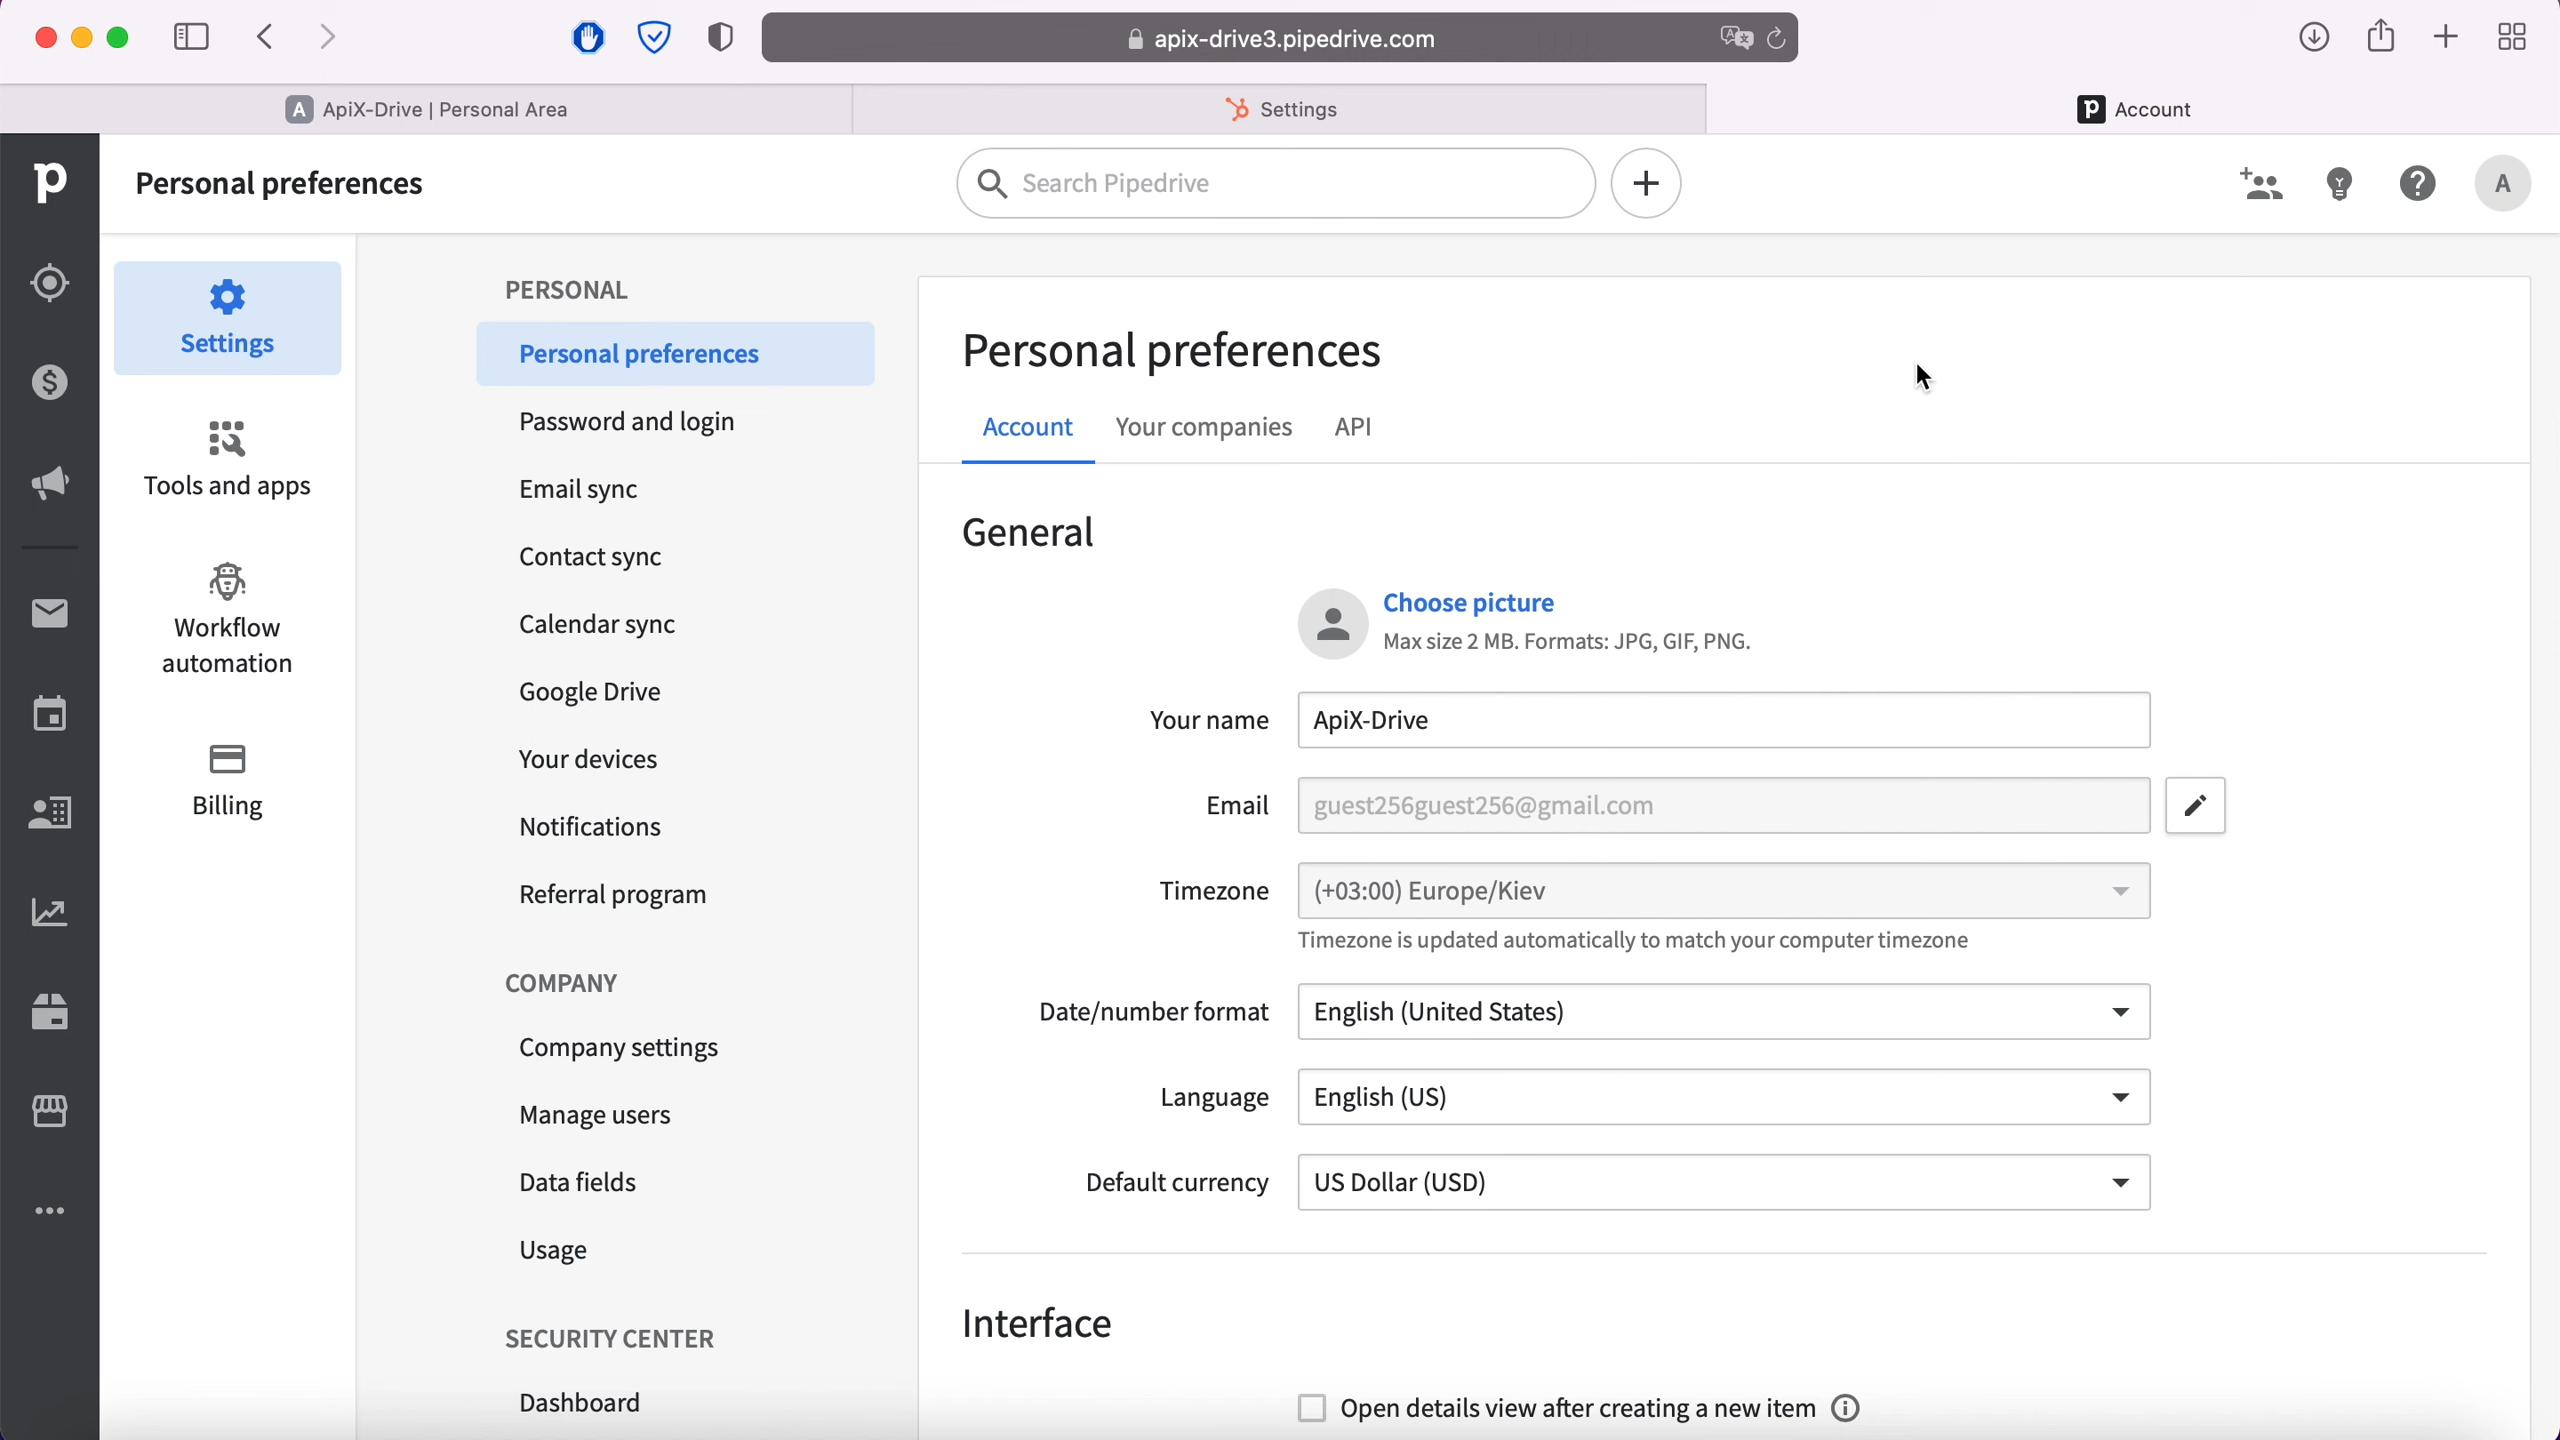 apix-drive3.pipedrive.com
A ApiX-Drive | Personal Area
Settings
p Account
p
Personal preferences
Search Pipedrive
A
Settings
Tools and apps
Workflow
automation
Billing
PERSONAL
Personal preferences
Password and login
Email sync
Contact sync
Calendar sync
Google Drive
Your devices
Notifications
Referral program
COMPANY
Company settings
Manage users
Data fields
Usage
SECURITY CENTER
Dashboard
Personal preferences
Account Your companies API
General
Choose picture
Max size 2 MB. Formats: JPG, GIF, PNG.
Your name ApiX-Drive
Email guest256guest256@gmail.com
Timezone (+03:00) Europe/Kiev
Timezone is updated automatically to match your computer timezone
Date/number format English (United States)
Language English (US)
Default currency US Dollar (USD)
Interface
Open details view after creating a new item